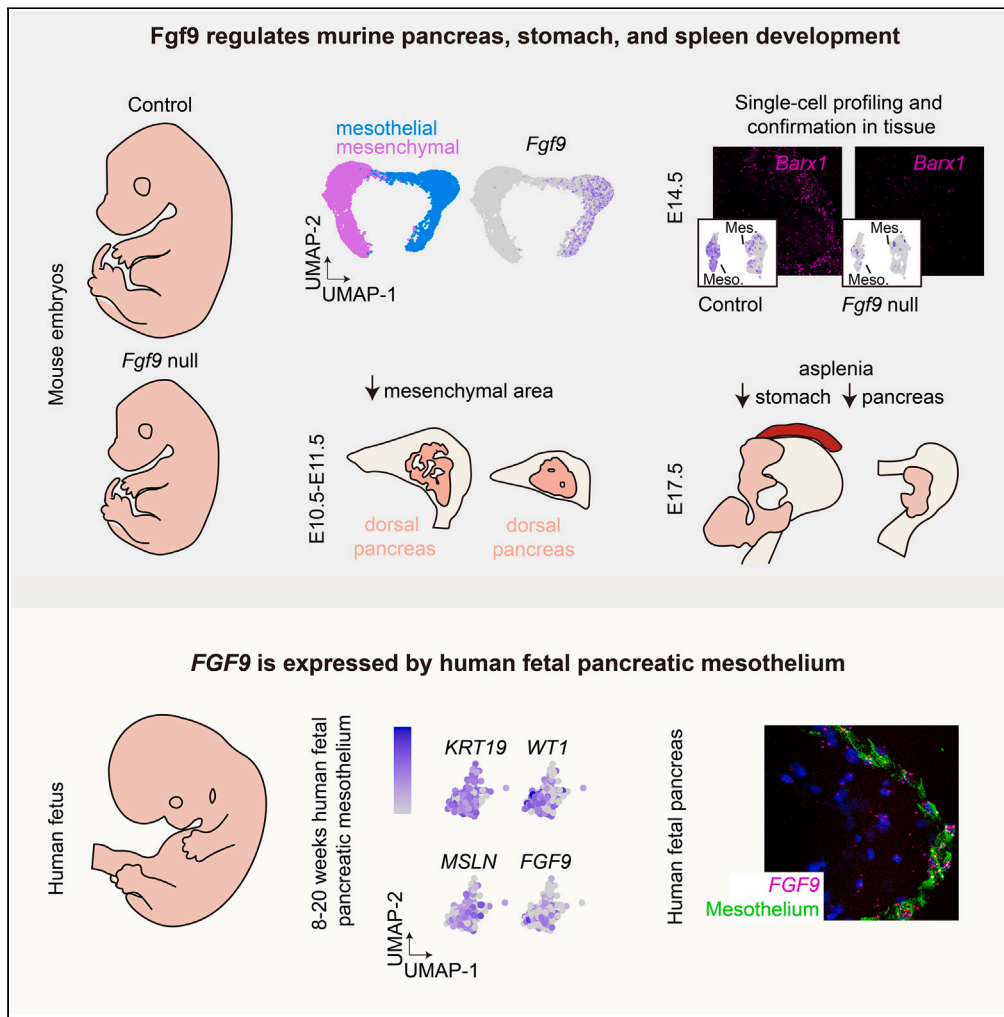 Fgf9 regulates murine pancreas, stomach, and spleen development
Mouse embryos
Control
Fgf9 null
mesothelial
mesenchymal
Fgf9
UMAP-2
UMAP-1
Single-cell profiling and
confirmation in tissue
E14.5
Barx1
Barx1
Mes.
Meso.
Mes.
Meso.
Control
Fgf9 null
↓ mesenchymal area
E10.5-E11.5
dorsal
pancreas
dorsal
pancreas
asplenia
↓ stomach ↓ pancreas
E17.5
FGF9 is expressed by human fetal pancreatic mesothelium
Human fetus
8-20 weeks human fetal
pancreatic mesothelium
KRT19
WT1
MSLN
FGF9
UMAP-2
UMAP-1
Human fetal pancreas
FGF9
Mesothelium